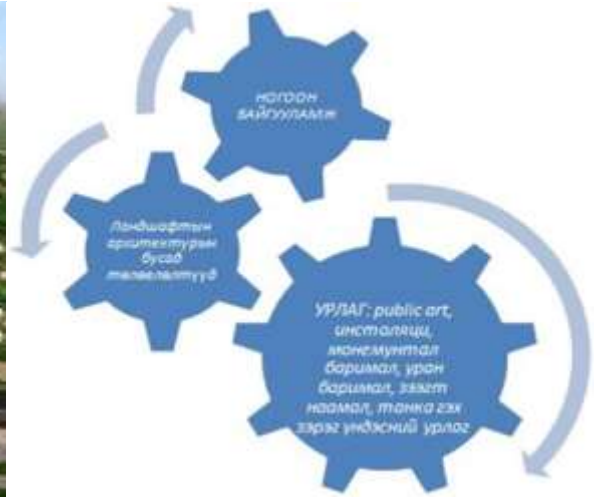 НОГООН
БАЙГУУЛАМЖ
Ландшафтын
архитектурын
бусад
төлөвлөлтүүд
УРЛАГ: public art,
инсталяци,
монемунтал
баримал, уран
баримал, зээгт
наамал, танка гэх
зэрэг үндэсний урлаг